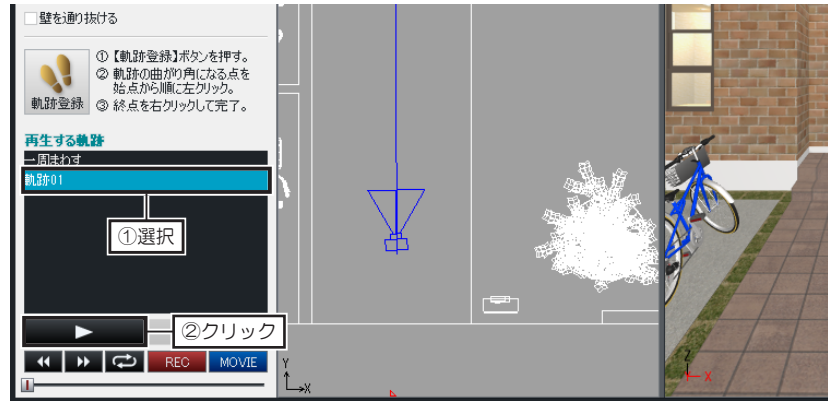 壁を通り抜ける
① 【軌跡登録】ボタンを押す。
② 軌跡の曲がり角になる点を
始点から順に左クリック。
③ 終点を右クリックして完了。
軌跡登録
再生する軌跡
一周まわす
軌跡01
①選択
②クリック
REC
MOVIE
Y
X
Z
X